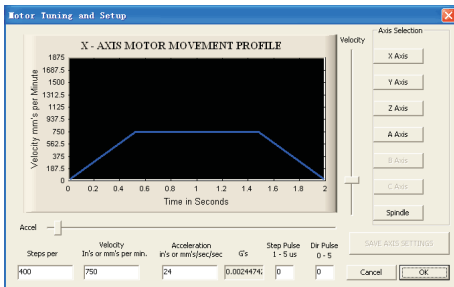 Motor Tuning and Setup
X - AXIS MOTOR MOVEMENT PROFILE
Velocity mm's per Minute
1875
1687.5
1500
1312.5
1125
937.5
750
562.5
375
187.5
0
0 0.2 0.4 0.6 0.8 1 1.2 1.4 1.6 1.8 2
Time in Seconds
Velocity
Axis Selection
X Axis
Y Axis
Z Axis
A Axis
B Axis
C Axis
Spindle
Accel
Steps per
400
Velocity
In's or mm's per min.
750
Acceleration
in's or mm's/sec/sec
24
G's
0.0024474
Step Pulse
1 - 5 us
0
Dir Pulse
0 - 5
0
SAVE AXIS SETTINGS
Cancel
OK